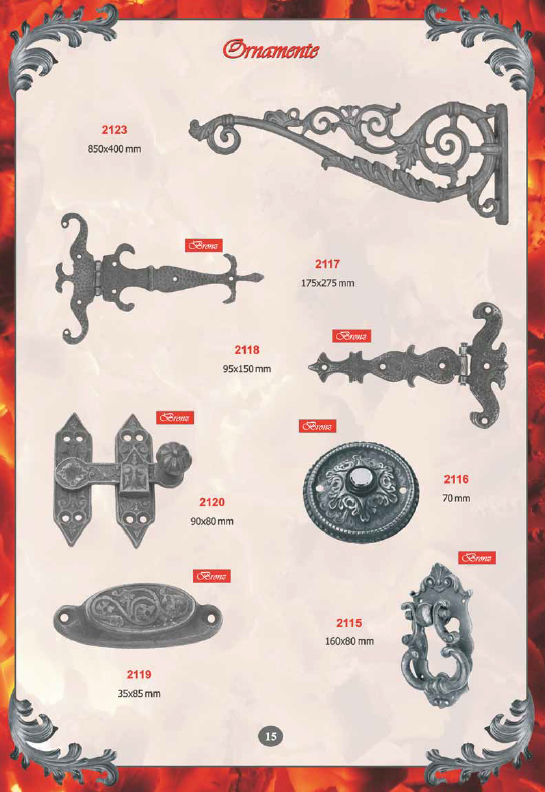 Ornamente
2123
850x400 mm
Bronz
2117
175x275 mm
Bronz
2118
95x150 mm
Bronz
Bronz
2116
70 mm
2120
90x80 mm
Bronz
Bronz
2115
160x80 mm
2119
35x85 mm
15